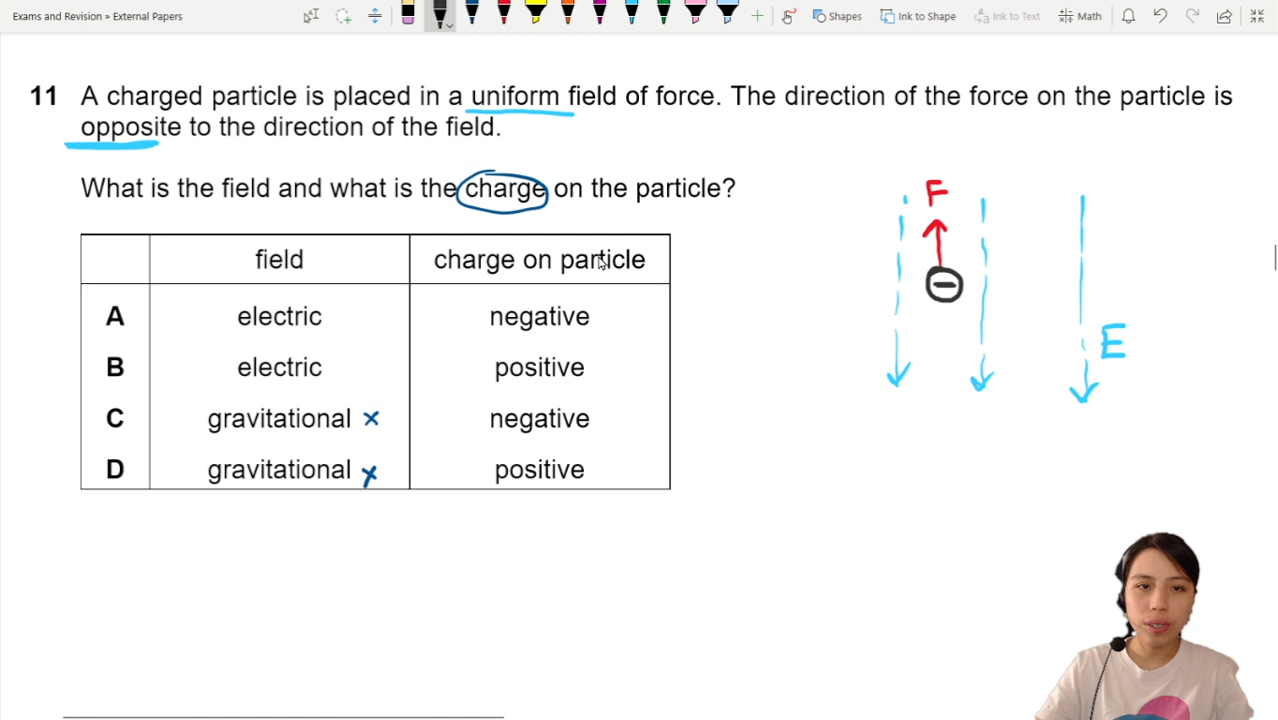 Exams and Revision » External Papers
Shapes
Ink to Shape
Ink to Text
Math
11 A charged particle is placed in a uniform field of force. The direction of the force on the particle is
opposite to the direction of the field.
What is the field and what is the charge on the particle?
field charge on particle
A electric negative
B electric positive
C gravitational × negative
D gravitational × positive
F
E